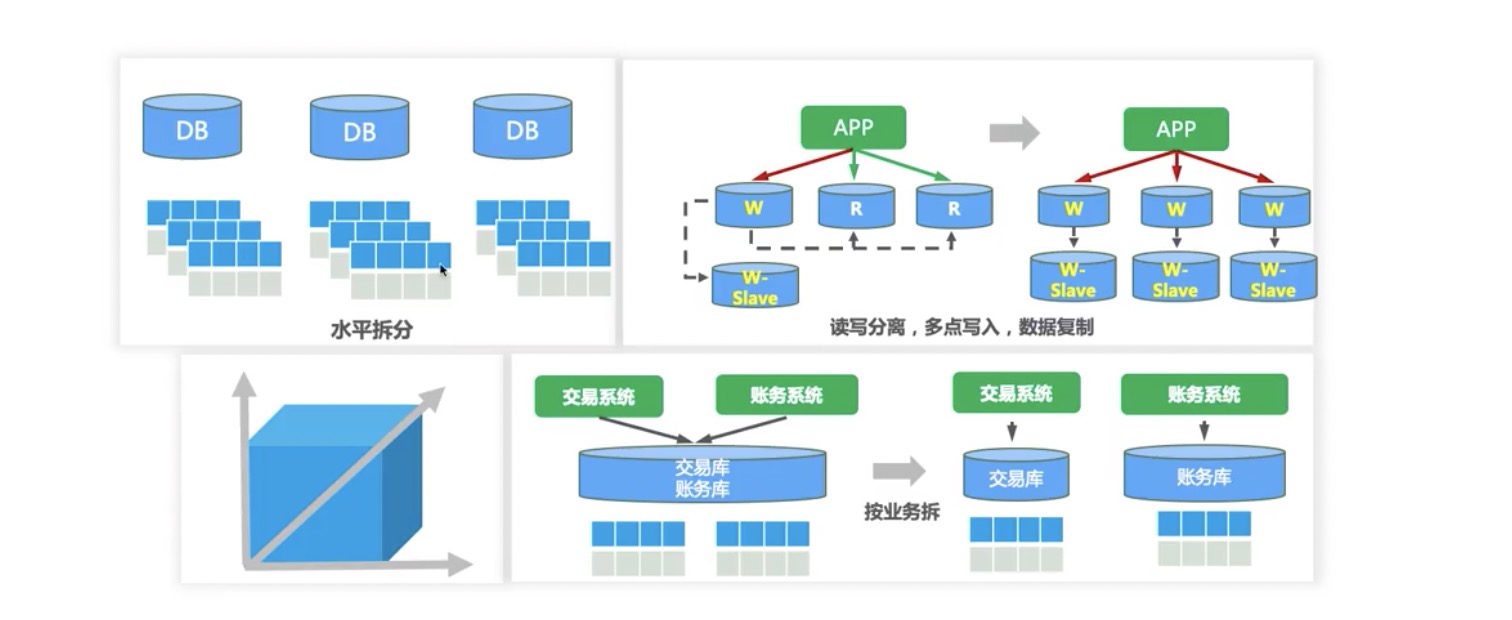 DB
DB
DB
水平拆分
APP
APP
W
R
R
W
W
W
W-
Slave
W-
Slave
W-
Slave
W-
Slave
读写分离，多点写入，数据复制
交易系统
账务系统
交易库
账务库
按业务拆
交易系统
账务系统
交易库
账务库